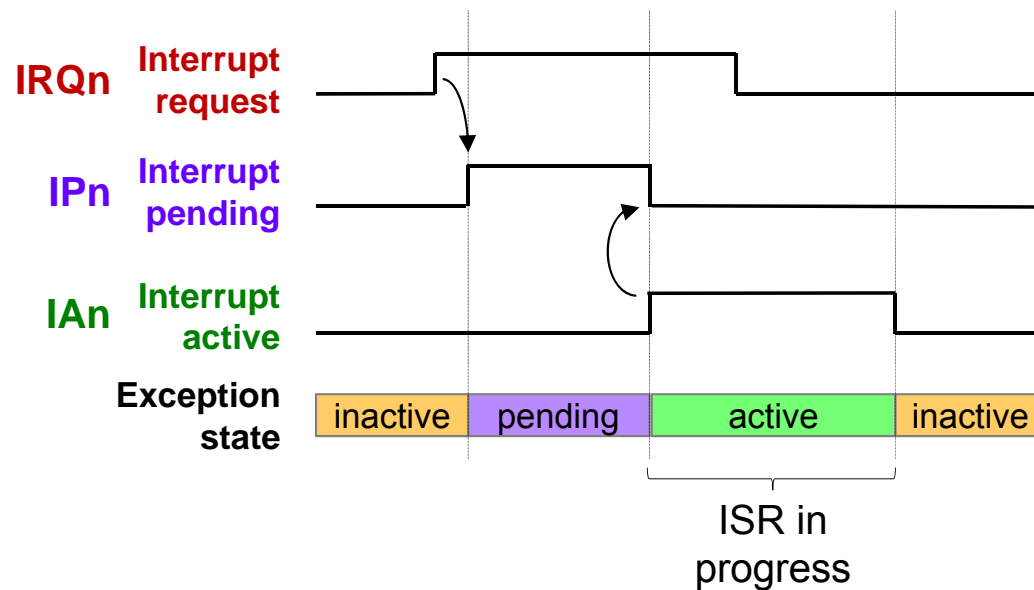 IRQn Interrupt
request
IPn Interrupt
pending
IAn Interrupt
active
Exception
state
inactive pending active inactive
ISR in
progress